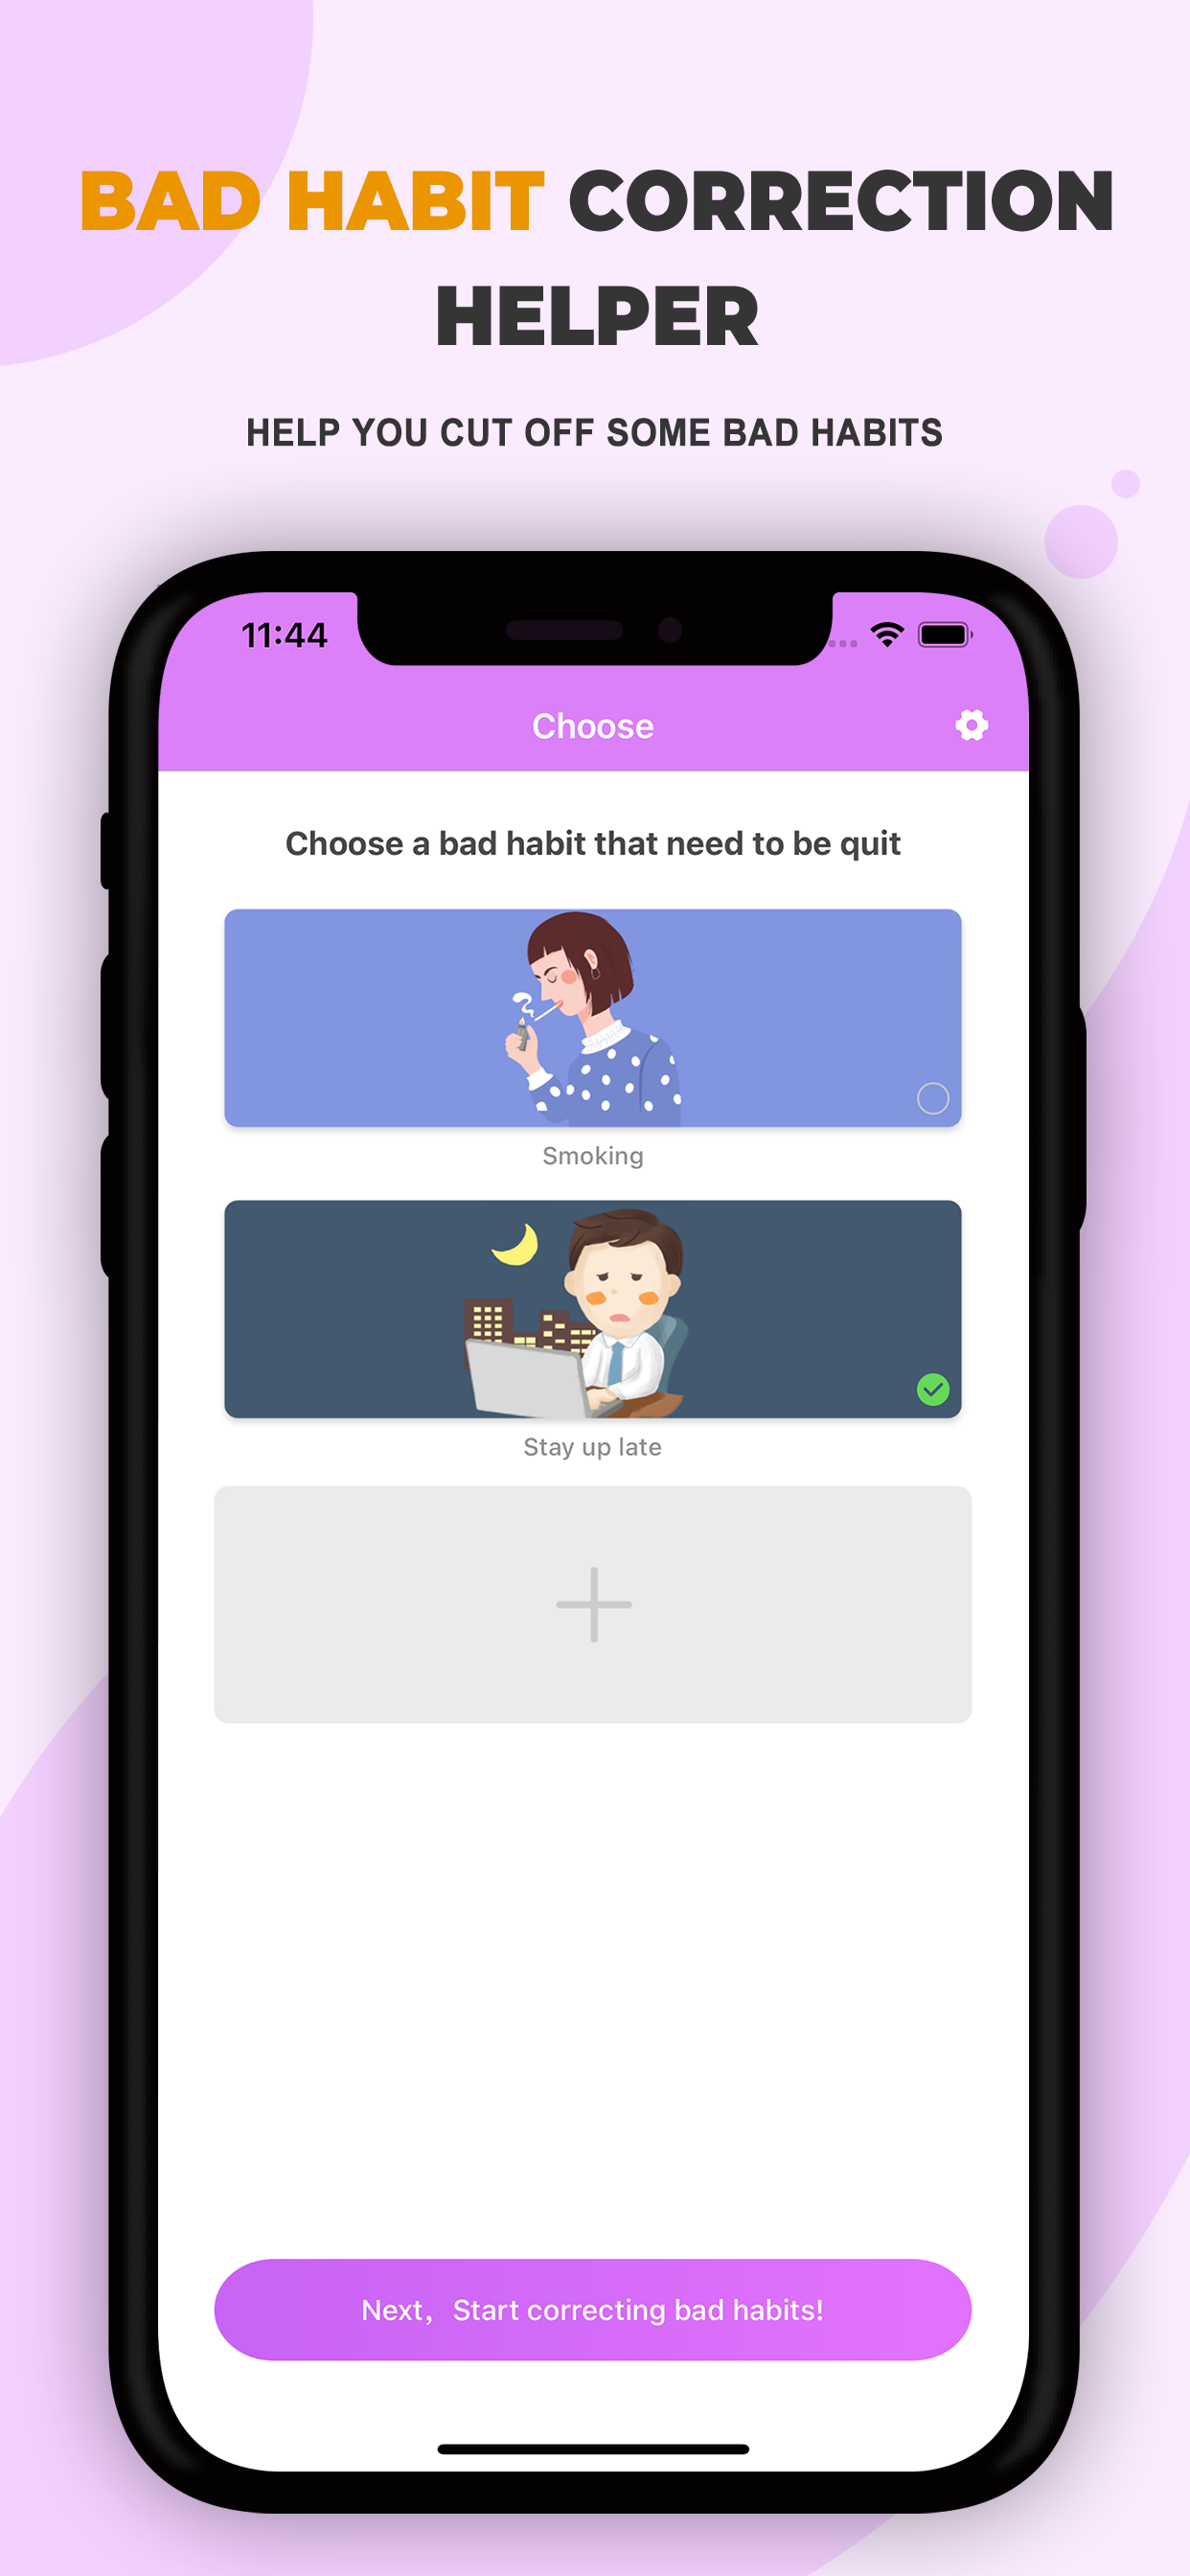 BAD HABIT CORRECTION
HELPER
HELP YOU CUT OFF SOME BAD HABITS
11:44
Choose
Choose a bad habit that need to be quit
Smoking
Stay up late
Next，Start correcting bad habits!